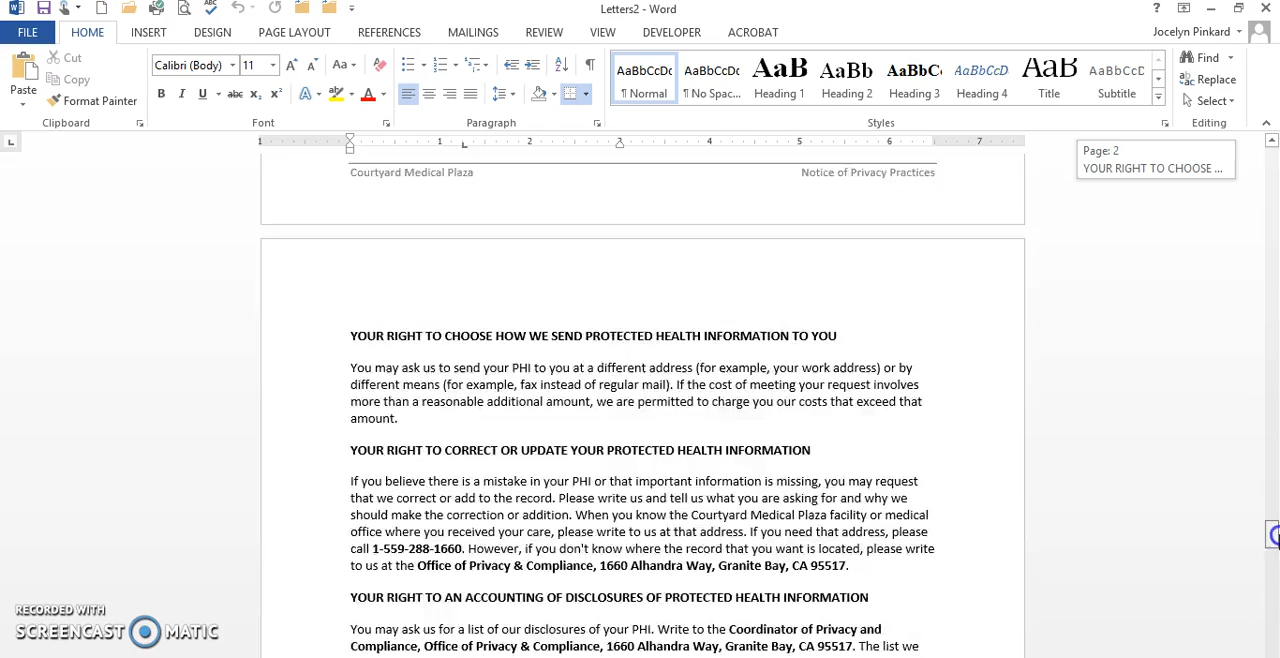 Letters2 - Word
?
FILE HOME INSERT DESIGN PAGE LAYOUT REFERENCES MAILINGS REVIEW VIEW DEVELOPER ACROBAT
Jocelyn Pinkard
Paste
Cut
Copy
Format Painter
Clipboard
Calibri (Body) 11
Font
Paragraph
AaBbCcDc AaBbCcDc AaB AaBb AaBbC AaBbCcD AaB AaBbCcC
¶ Normal ¶ No Spac... Heading 1 Heading 2 Heading 3 Heading 4 Title Subtitle
Styles
Find
Replace
Select
Editing
L
1 1 2 3 4 5 6 7
Page: 2
YOUR RIGHT TO CHOOSE ...
Courtyard Medical Plaza Notice of Privacy Practices
YOUR RIGHT TO CHOOSE HOW WE SEND PROTECTED HEALTH INFORMATION TO YOU
You may ask us to send your PHI to you at a different address (for example, your work address) or by
different means (for example, fax instead of regular mail). If the cost of meeting your request involves
more than a reasonable additional amount, we are permitted to charge you our costs that exceed that
amount.
YOUR RIGHT TO CORRECT OR UPDATE YOUR PROTECTED HEALTH INFORMATION
If you believe there is a mistake in your PHI or that important information is missing, you may request
that we correct or add to the record. Please write us and tell us what you are asking for and why we
should make the correction or addition. When you know the Courtyard Medical Plaza facility or medical
office where you received your care, please write to us at that address. If you need that address, please
call 1-559-288-1660. However, if you don't know where the record that you want is located, please write
to us at the Office of Privacy & Compliance, 1660 Alhandra Way, Granite Bay, CA 95517.
YOUR RIGHT TO AN ACCOUNTING OF DISCLOSURES OF PROTECTED HEALTH INFORMATION
You may ask us for a list of our disclosures of your PHI. Write to the Coordinator of Privacy and
Compliance, Office of Privacy & Compliance, 1660 Alhandra Way, Granite Bay, CA 95517. The list we
RECORDED WITH
SCREENCAST MATIC